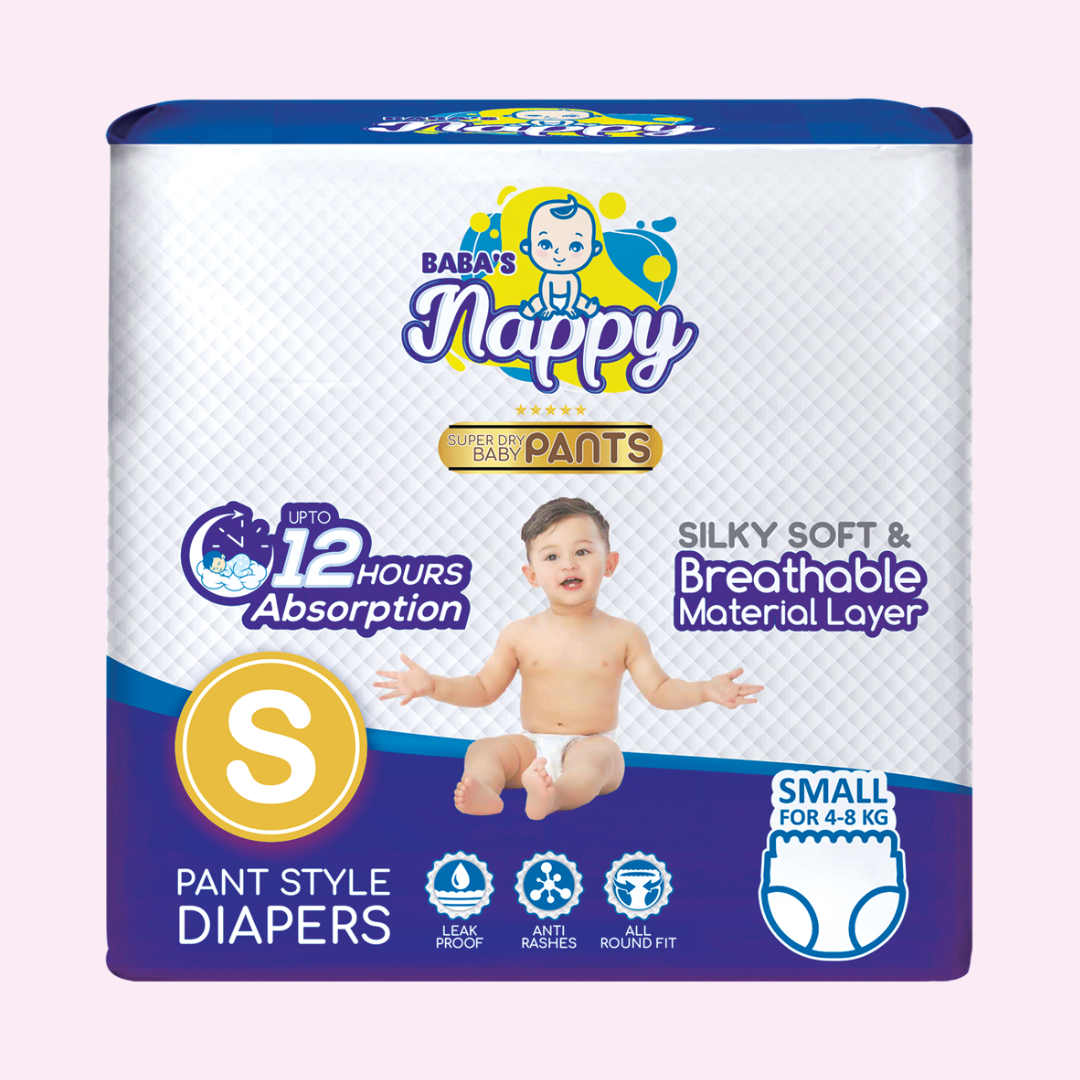 Nappy
BABA'S
Nappy
SUPER DRY
BABY
PANTS
UPTO
12 HOURS
Absorption
SILKY SOFT &
Breathable
Material Layer
S
SMALL
FOR 4-8 KG
PANT STYLE
DIAPERS
LEAK
PROOF
ANTI
RASHES
ALL
ROUND FIT